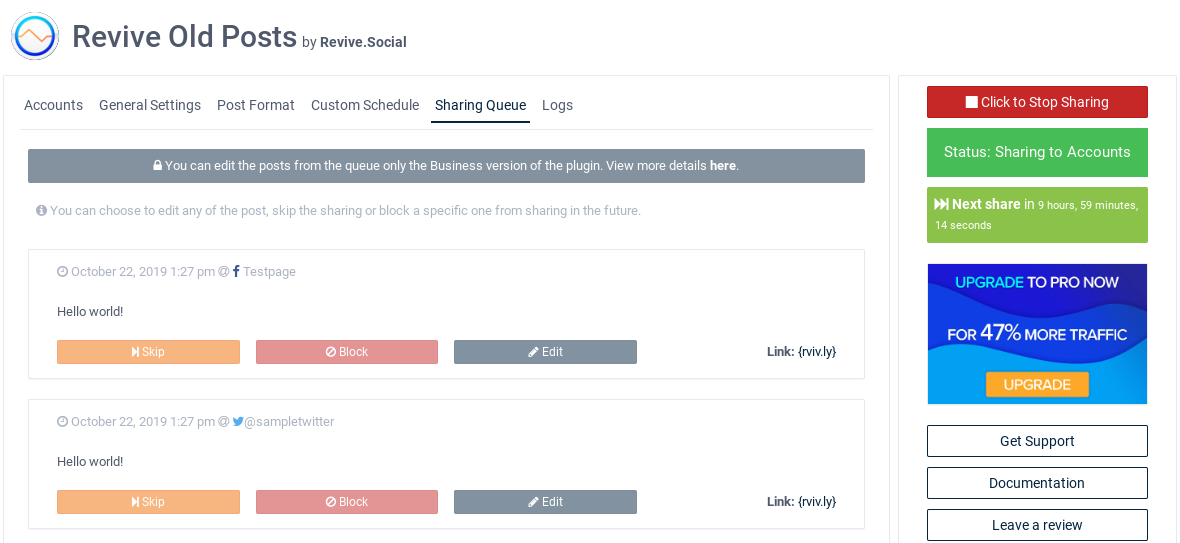 Revive Old Posts by Revive.Social
Accounts General Settings Post Format Custom Schedule Sharing Queue Logs
You can edit the posts from the queue only the Business version of the plugin. View more details here.
You can choose to edit any of the post, skip the sharing or block a specific one from sharing in the future.
October 22, 2019 1:27 pm @ Testpage
Hello world!
Skip Block Edit Link: {rviv.ly}
October 22, 2019 1:27 pm @ @sampletwitter
Hello world!
Skip Block Edit Link: {rviv.ly}
Click to Stop Sharing
Status: Sharing to Accounts
Next share in 9 hours, 59 minutes,
14 seconds
UPGRADE TO PRO NOW
FOR 47% MORE TRAFFIC
UPGRADE
Get Support
Documentation
Leave a review